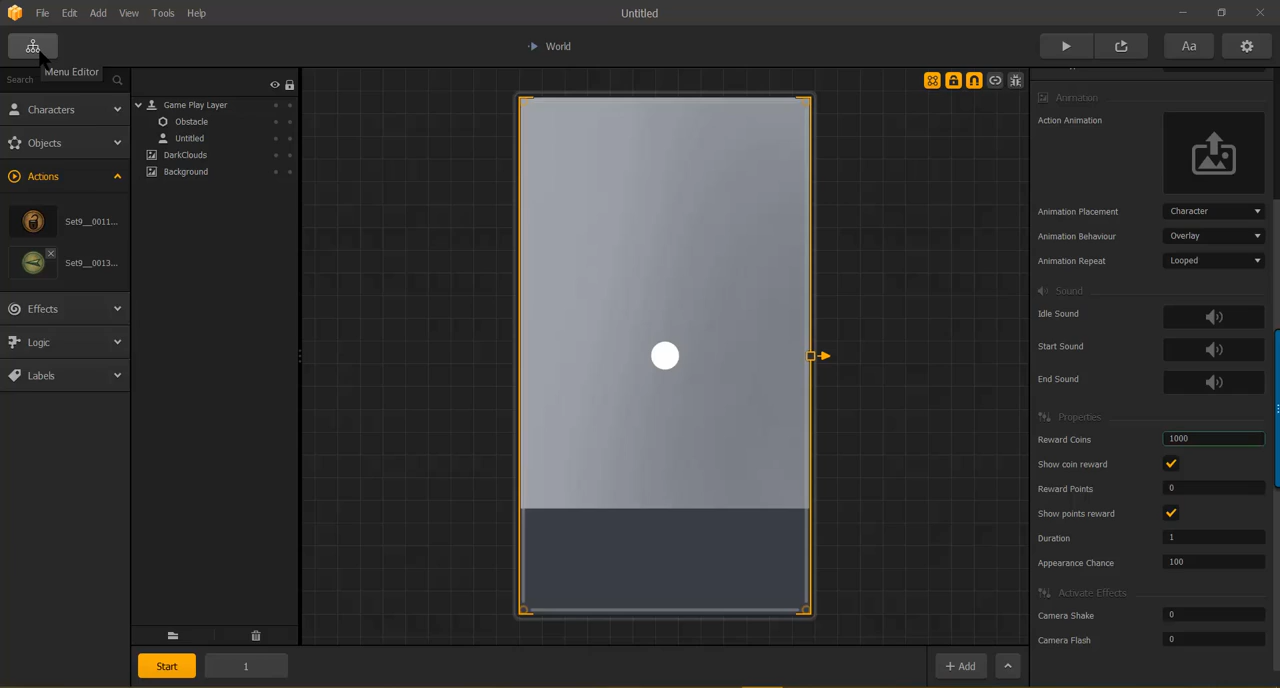 File Edit Add View Tools Help Untitled
World
Aa
Search
Menu Editor
Characters
Objects
Actions
Set9__0011...
Set9__0013...
Effects
Logic
Labels
Game Play Layer
Obstacle
Untitled
DarkClouds
Background
Start 1
+ Add
Animation
Action Animation
Animation Placement Character
Animation Behaviour Overlay
Animation Repeat Looped
Sound
Idle Sound
Start Sound
End Sound
Properties
Reward Coins 1000
Show coin reward
Reward Points 0
Show points reward
Duration 1
Appearance Chance 100
Activate Effects
Camera Shake 0
Camera Flash 0